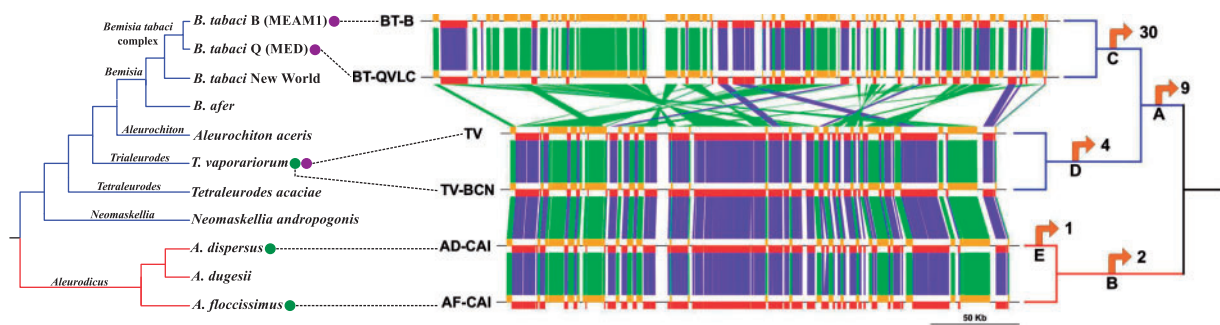 B. tabaci B (MEAM1)
Bemisia tabaci
complex
B. tabaci Q (MED)
Bemisia
B. tabaci New World
B. afer
Aleurochiton
Aleurochiton aceris
Trialeurodes
T. vaporariorum
Tetraleurodes
Tetraleurodes acaciae
Neomaskellia
Neomaskellia andropogonis
A. dispersus
A. dugesii
Aleurodicus
A. floccissimus
BT-B
BT-QVLC
TV
TV-BCN
AD-CAI
AF-CAI
30
C
9
A
4
D
1
E
2
B
50 Kb